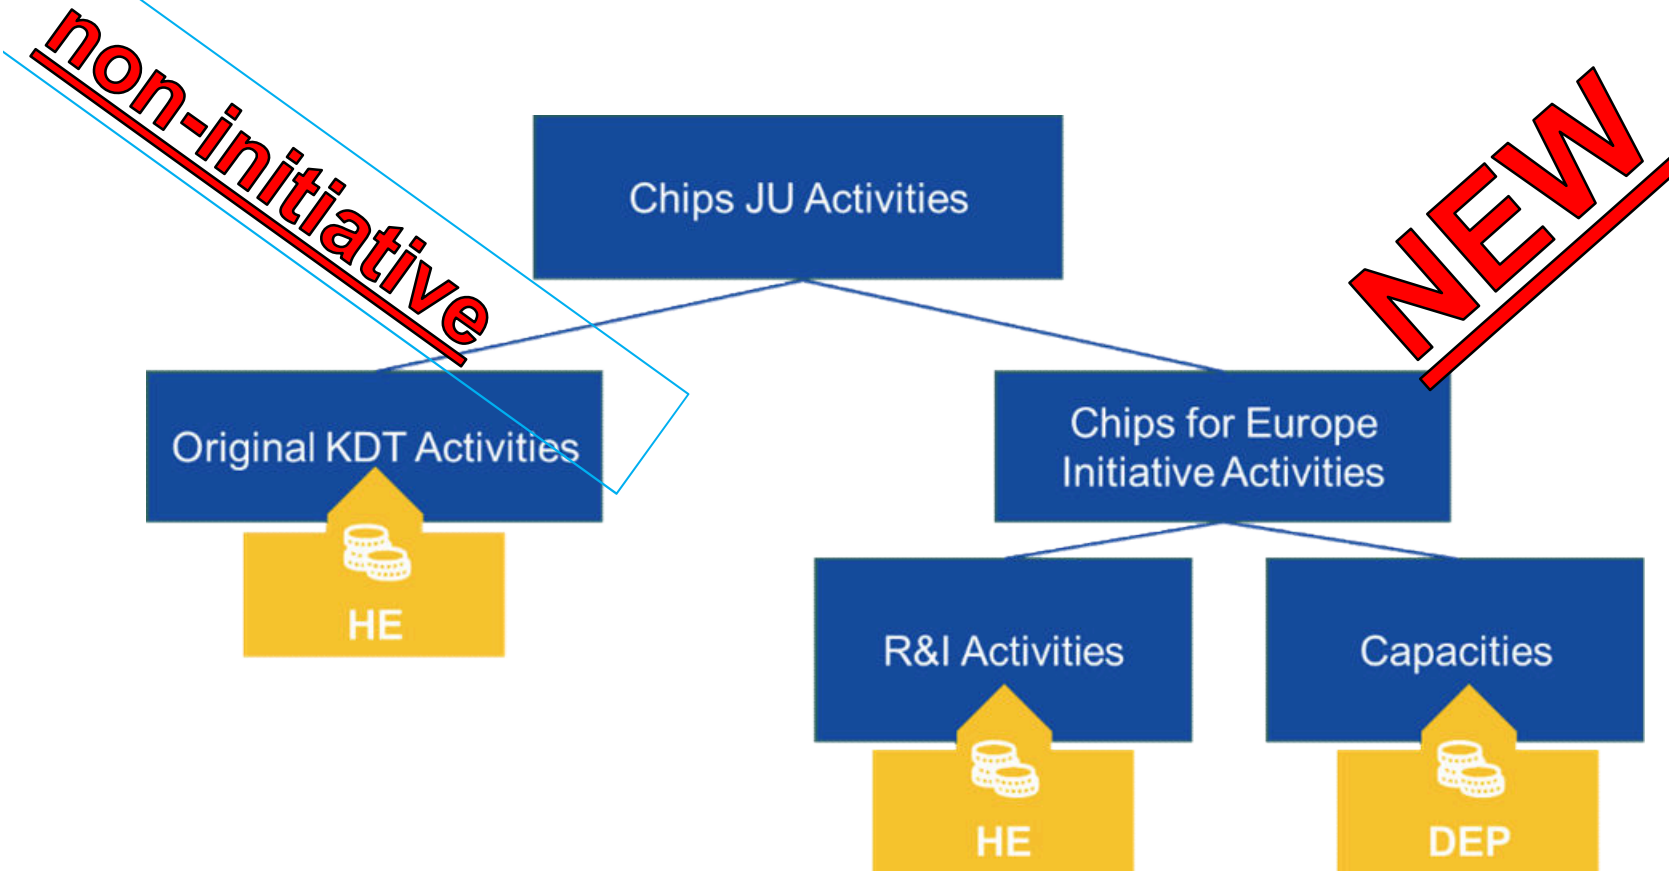 non-initiative
NEW
Chips JU Activities
Original KDT Activities
Chips for Europe
Initiative Activities
HE
R&I Activities
Capacities
HE
DEP